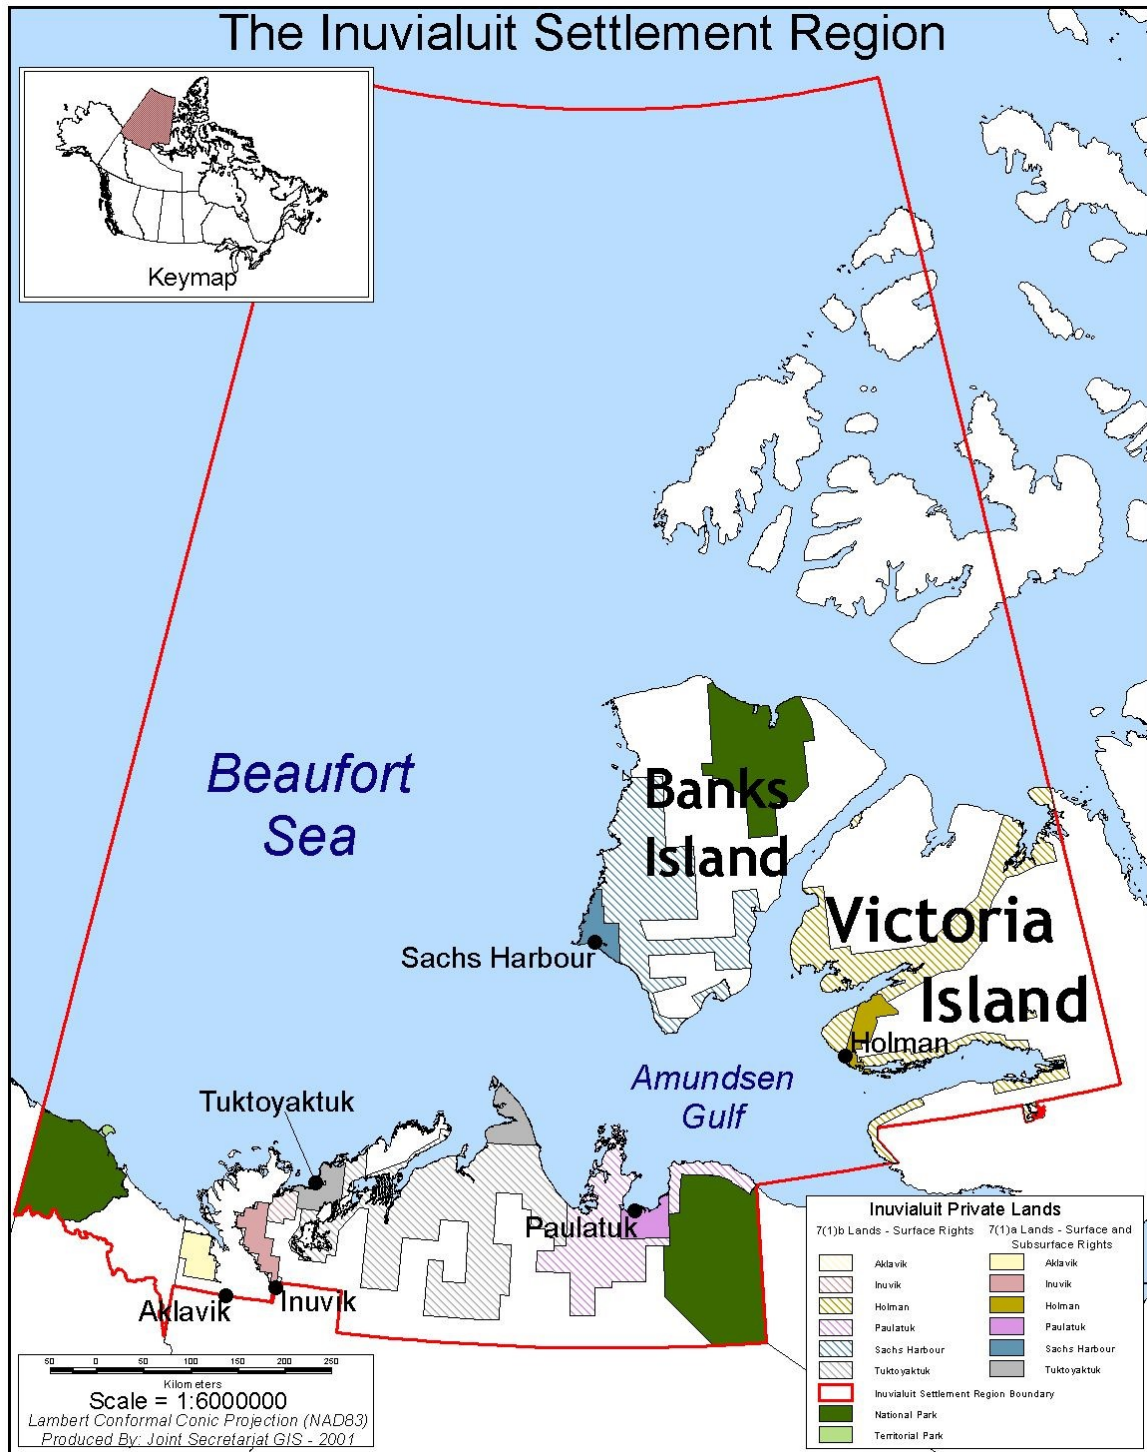 The Inuvialuit Settlement Region
Keymap
Beaufort
Sea
Banks
Island
Victoria
Island
Sachs Harbour
Holman
Amundsen
Gulf
Tuktoyaktuk
Paulatuk
Aklavik
Inuvik
50 0 50 100 150 200 250
Kilometers
Scale = 1:6000000
Lambert Conformal Conic Projection (NAD83)
Produced By: Joint Secretariat GIS - 2001
Inuvialuit Private Lands
7(1)b Lands - Surface Rights
7(1)a Lands - Surface and
Subsurface Rights
Aklavik Aklavik
Inuvik Inuvik
Holman Holman
Paulatuk Paulatuk
Sachs Harbour Sachs Harbour
Tuktoyaktuk Tuktoyaktuk
Inuvialuit Settlement Region Boundary
National Park
Territorial Park